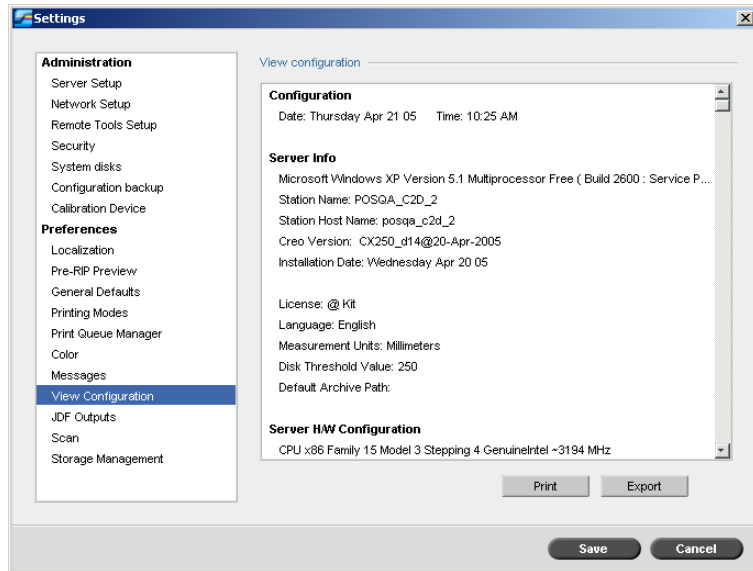 Settings
Administration
Server Setup
Network Setup
Remote Tools Setup
Security
System disks
Configuration backup
Calibration Device
Preferences
Localization
Pre-RIP Preview
General Defaults
Printing Modes
Print Queue Manager
Color
Messages
View Configuration
JDF Outputs
Scan
Storage Management
View configuration
Configuration
Date: Thursday Apr 21 05 Time: 10:25 AM
Server Info
Microsoft Windows XP Version 5.1 Multiprocessor Free ( Build 2600 : Service P...
Station Name: POSQA_C2D_2
Station Host Name: posqa_c2d_2
Creo Version: CX250_d14@20-Apr-2005
Installation Date: Wednesday Apr 20 05
License: @ Kit
Language: English
Measurement Units: Millimeters
Disk Threshold Value: 250
Default Archive Path:
Server H/W Configuration
CPU x86 Family 15 Model 3 Stepping 4 GenuineIntel ~3194 MHz
Print
Export
Save
Cancel